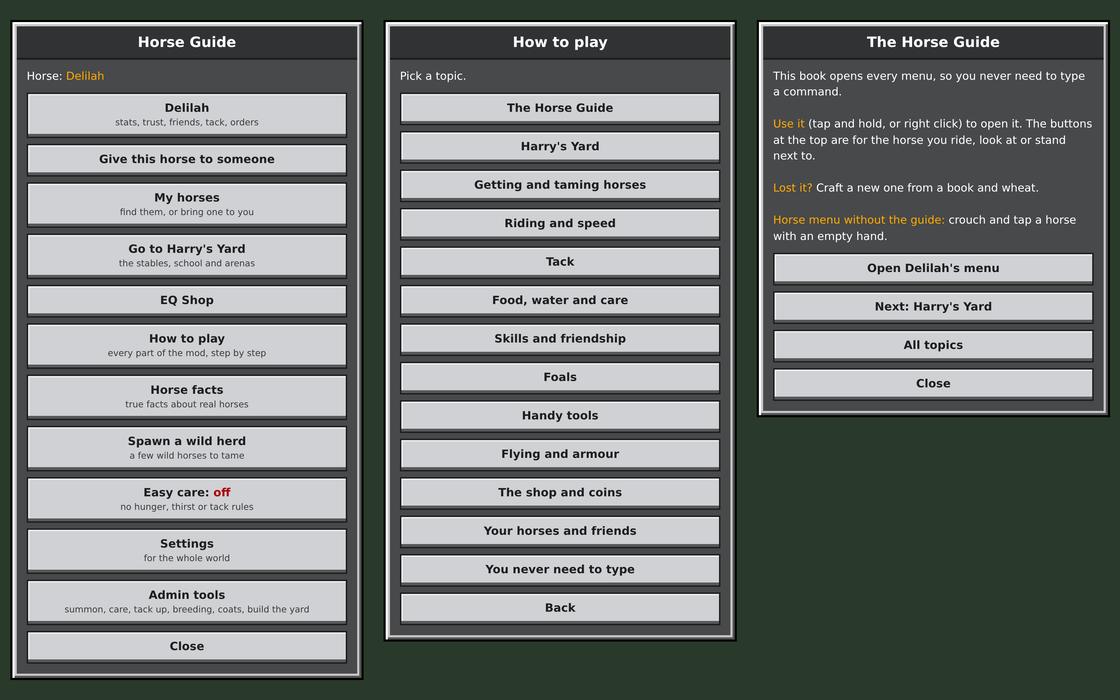 Horse Guide
Horse: Delilah
Delilah
stats, trust, friends, tack, orders
Give this horse to someone
My horses
find them, or bring one to you
Go to Harry's Yard
the stables, school and arenas
EQ Shop
How to play
every part of the mod, step by step
Horse facts
true facts about real horses
Spawn a wild herd
a few wild horses to tame
Easy care: off
no hunger, thirst or tack rules
Settings
for the whole world
Admin tools
summon, care, tack up, breeding, coats, build the yard
Close
How to play
Pick a topic.
The Horse Guide
Harry's Yard
Getting and taming horses
Riding and speed
Tack
Food, water and care
Skills and friendship
Foals
Handy tools
Flying and armour
The shop and coins
Your horses and friends
You never need to type
Back
The Horse Guide
This book opens every menu, so you never need to type
a command.
Use it (tap and hold, or right click) to open it. The buttons
at the top are for the horse you ride, look at or stand
next to.
Lost it? Craft a new one from a book and wheat.
Horse menu without the guide: crouch and tap a horse
with an empty hand.
Open Delilah's menu
Next: Harry's Yard
All topics
Close